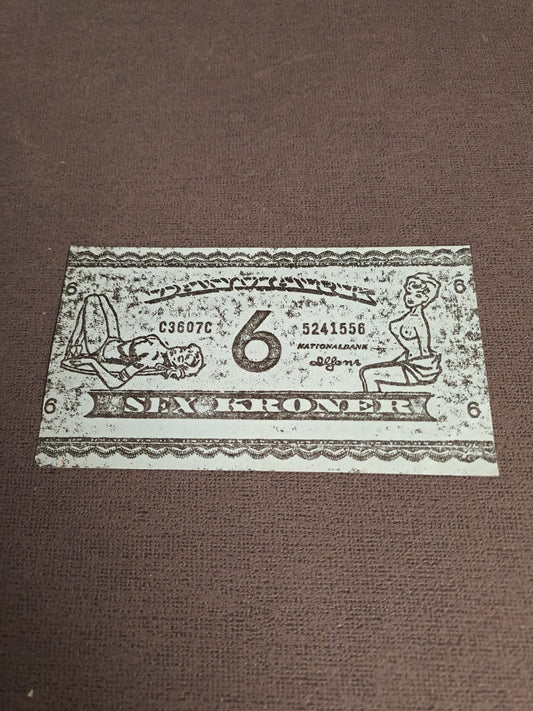 6 6
C3607C 6 5241556
NATIONALBANK
6 SEX KRONER 6